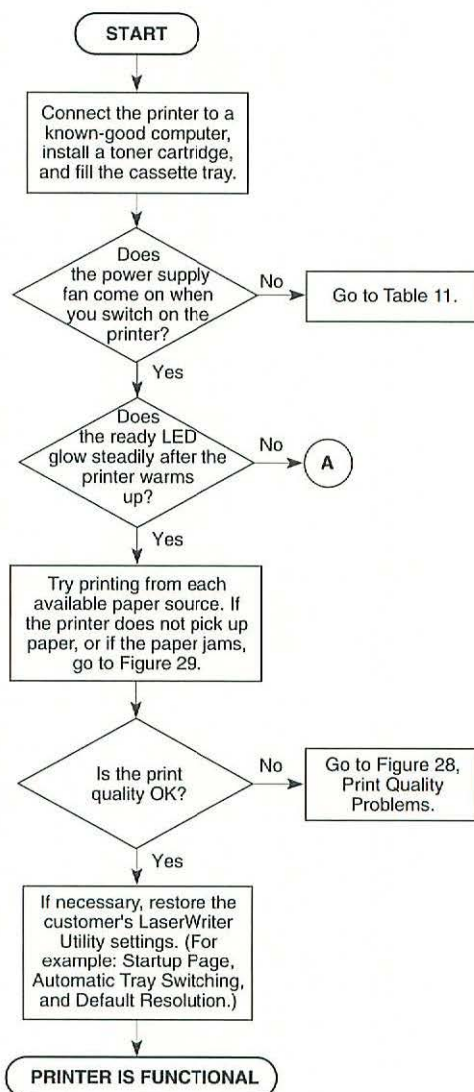 START
Connect the printer to a
known-good computer,
install a toner cartridge,
and fill the cassette tray.
Does
the power supply
fan come on when
you switch on the
printer?
No
Go to Table 11.
Yes
Does
the ready LED
glow steadily after the
printer warms
up?
No
A
Yes
Try printing from each
available paper source. If
the printer does not pick up
paper, or if the paper jams,
go to Figure 29.
Is the print
quality OK?
No
Go to Figure 28,
Print Quality
Problems.
Yes
If necessary, restore the
customer's LaserWriter
Utility settings. (For
example: Startup Page,
Automatic Tray Switching,
and Default Resolution.)
PRINTER IS FUNCTIONAL